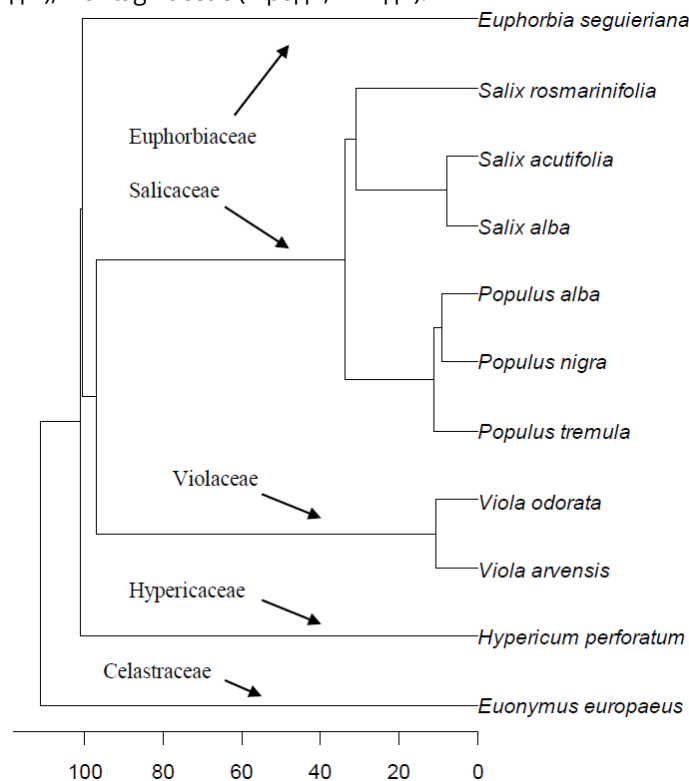 Euphorbia seguieriana
Salix rosmarinifolia
Euphorbiaceae
Salix acutifolia
Salicaceae
Salix alba
Populus alba
Populus nigra
Populus tremula
Violaceae
Viola odorata
Viola arvensis
Hypericaceae
Hypericum perforatum
Celastraceae
Euonymus europaeus
100 80 60 40 20 0